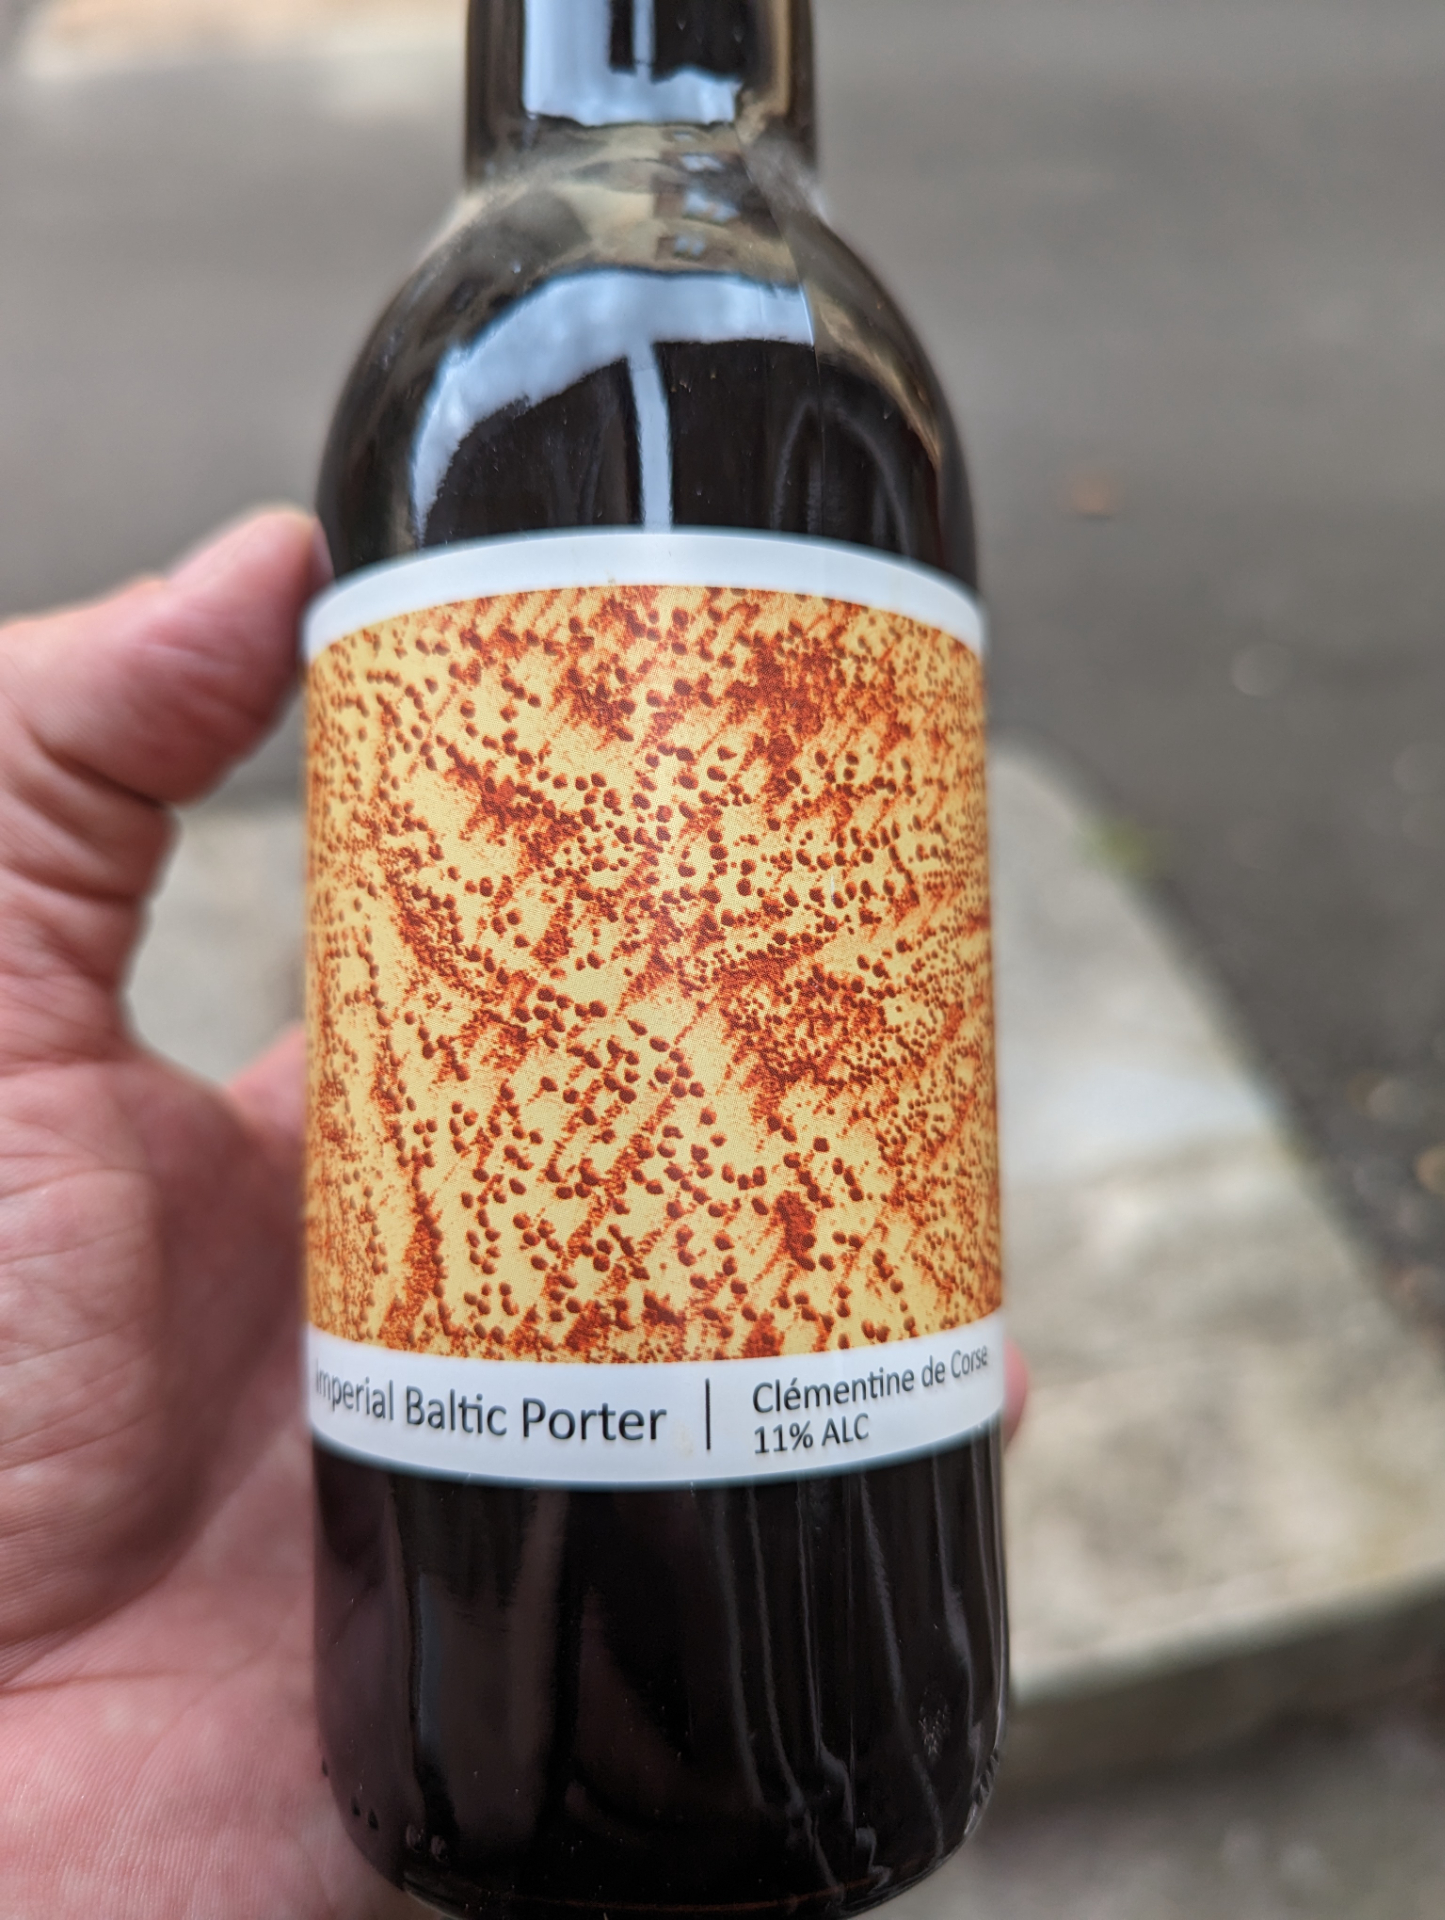 Imperial Baltic Porter
Clémentine de Corse
11% ALC